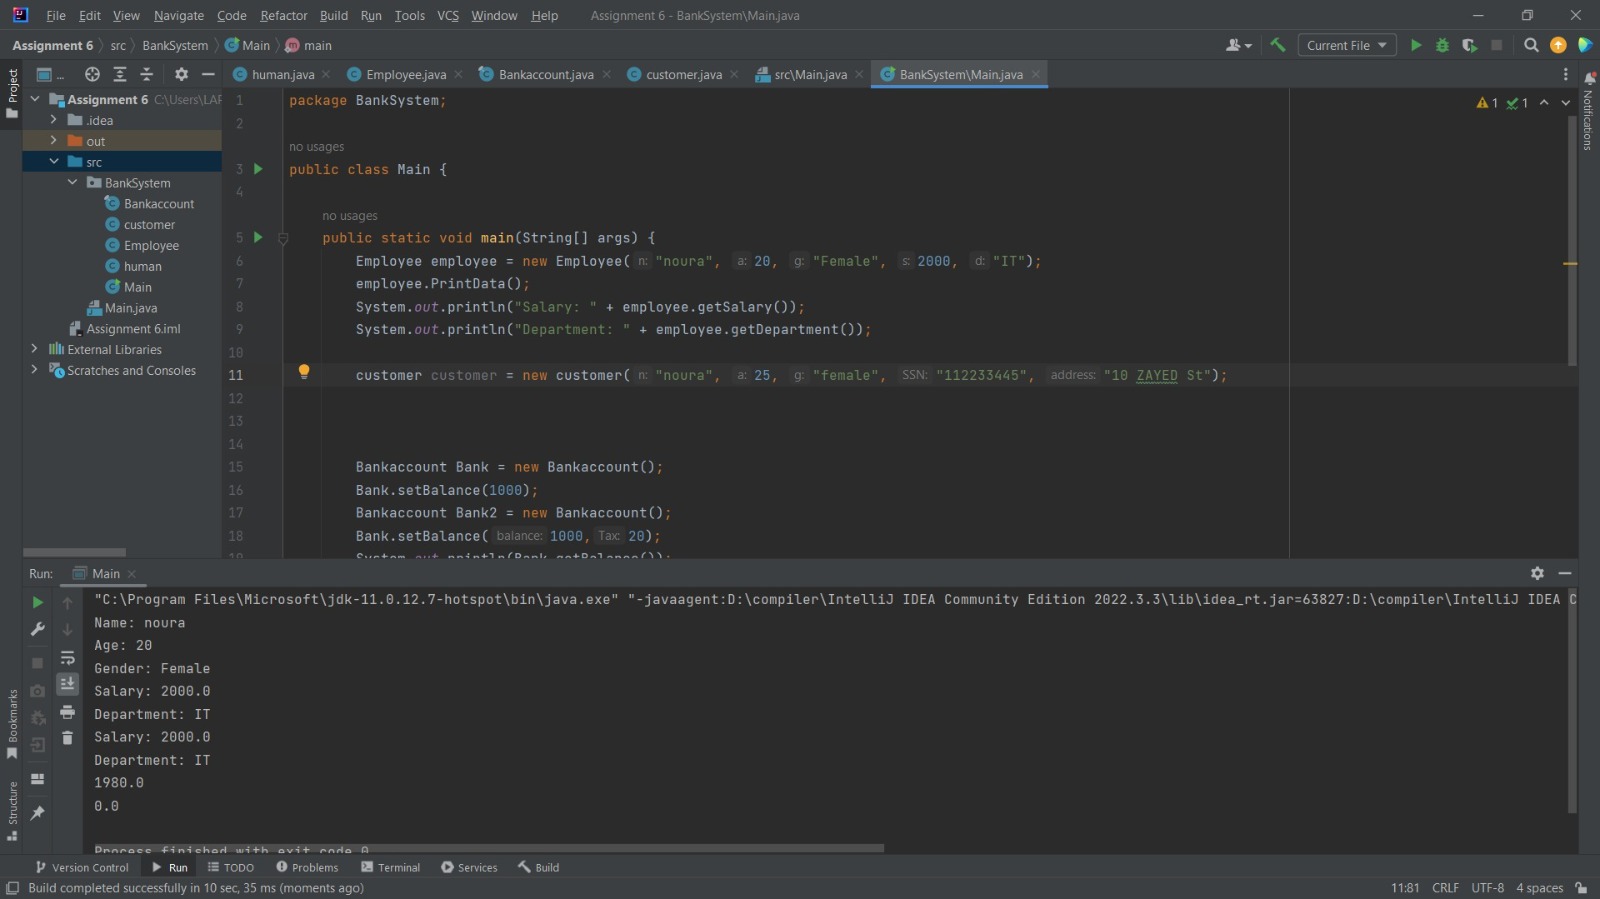 File Edit View Navigate Code Refactor Build Run Tools VCS Window Help Assignment 6 - BankSystem\Main.java
Assignment 6 src BankSystem Main main Current File
Project
...
human.java Employee.java Bankaccount.java customer.java src\Main.java BankSystem\Main.java
Notifications
Assignment 6 C:\Users\LAP
.idea
out
src
BankSystem
Bankaccount
customer
Employee
human
Main
Main.java
Assignment 6.iml
External Libraries
Scratches and Consoles
1 1
1 package BankSystem;
2
no usages
3 public class Main {
4
no usages
5 public static void main(String[] args) {
6 Employee employee = new Employee( n: "noura", a: 20, g: "Female", s: 2000, d: "IT");
7 employee.PrintData();
8 System.out.println("Salary: " + employee.getSalary());
9 System.out.println("Department: " + employee.getDepartment());
10
11 customer customer = new customer( n: "noura", a: 25, g: "female", SSN: "112233445", address: "10 ZAYED St");
12
13
14
15 Bankaccount Bank = new Bankaccount();
16 Bank.setBalance(1000);
17 Bankaccount Bank2 = new Bankaccount();
18 Bank.setBalance( balance: 1000, Tax: 20);
19 System.out.println(Bank.getBalance());
Run: Main
"C:\Program Files\Microsoft\jdk-11.0.12.7-hotspot\bin\java.exe" "-javaagent:D:\compiler\IntelliJ IDEA Community Edition 2022.3.3\lib\idea_rt.jar=63827:D:\compiler\IntelliJ IDEA C
Name: noura
Age: 20
Gender: Female
Salary: 2000.0
Department: IT
Salary: 2000.0
Department: IT
1980.0
0.0
Process finished with exit code 0
Bookmarks
Structure
Version Control Run TODO Problems Terminal Services Build
Build completed successfully in 10 sec, 35 ms (moments ago) 11:81 CRLF UTF-8 4 spaces